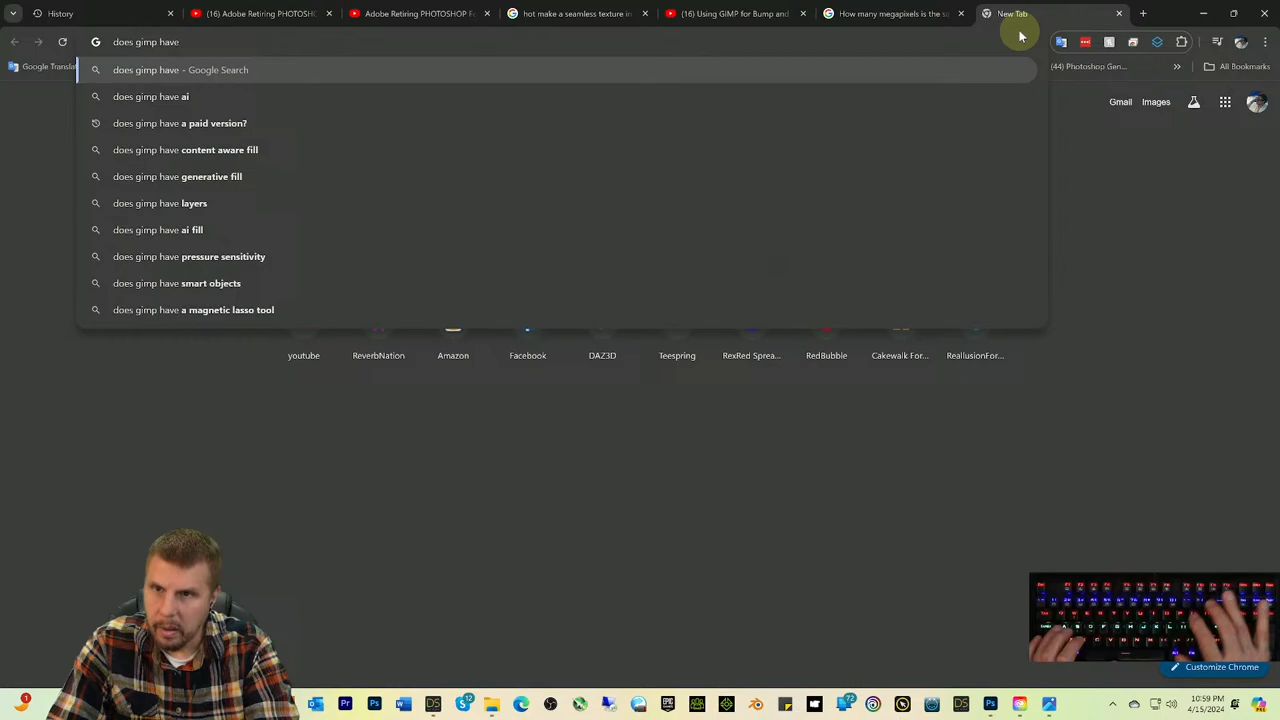 History
(16) Adobe Retiring PHOTOSHO
Adobe Retiring PHOTOSHOP P
hot make a seamless texture in
(16) Using GIMP for Bump and
How many megapixels is the sa
New Tab
does gimp have
Google Transla
(44) Photoshop Gen...
All Bookmarks
does gimp have - Google Search
does gimp have ai
does gimp have a paid version?
does gimp have content aware fill
does gimp have generative fill
does gimp have layers
does gimp have ai fill
does gimp have pressure sensitivity
does gimp have smart objects
does gimp have a magnetic lasso tool
Gmail Images
youtube
ReverbNation
Amazon
Facebook
DAZ3D
Teespring
RexRed Sprea...
RedBubble
Cakewalk For...
ReallusionFor...
Customize Chrome
10:59 PM
4/15/2024